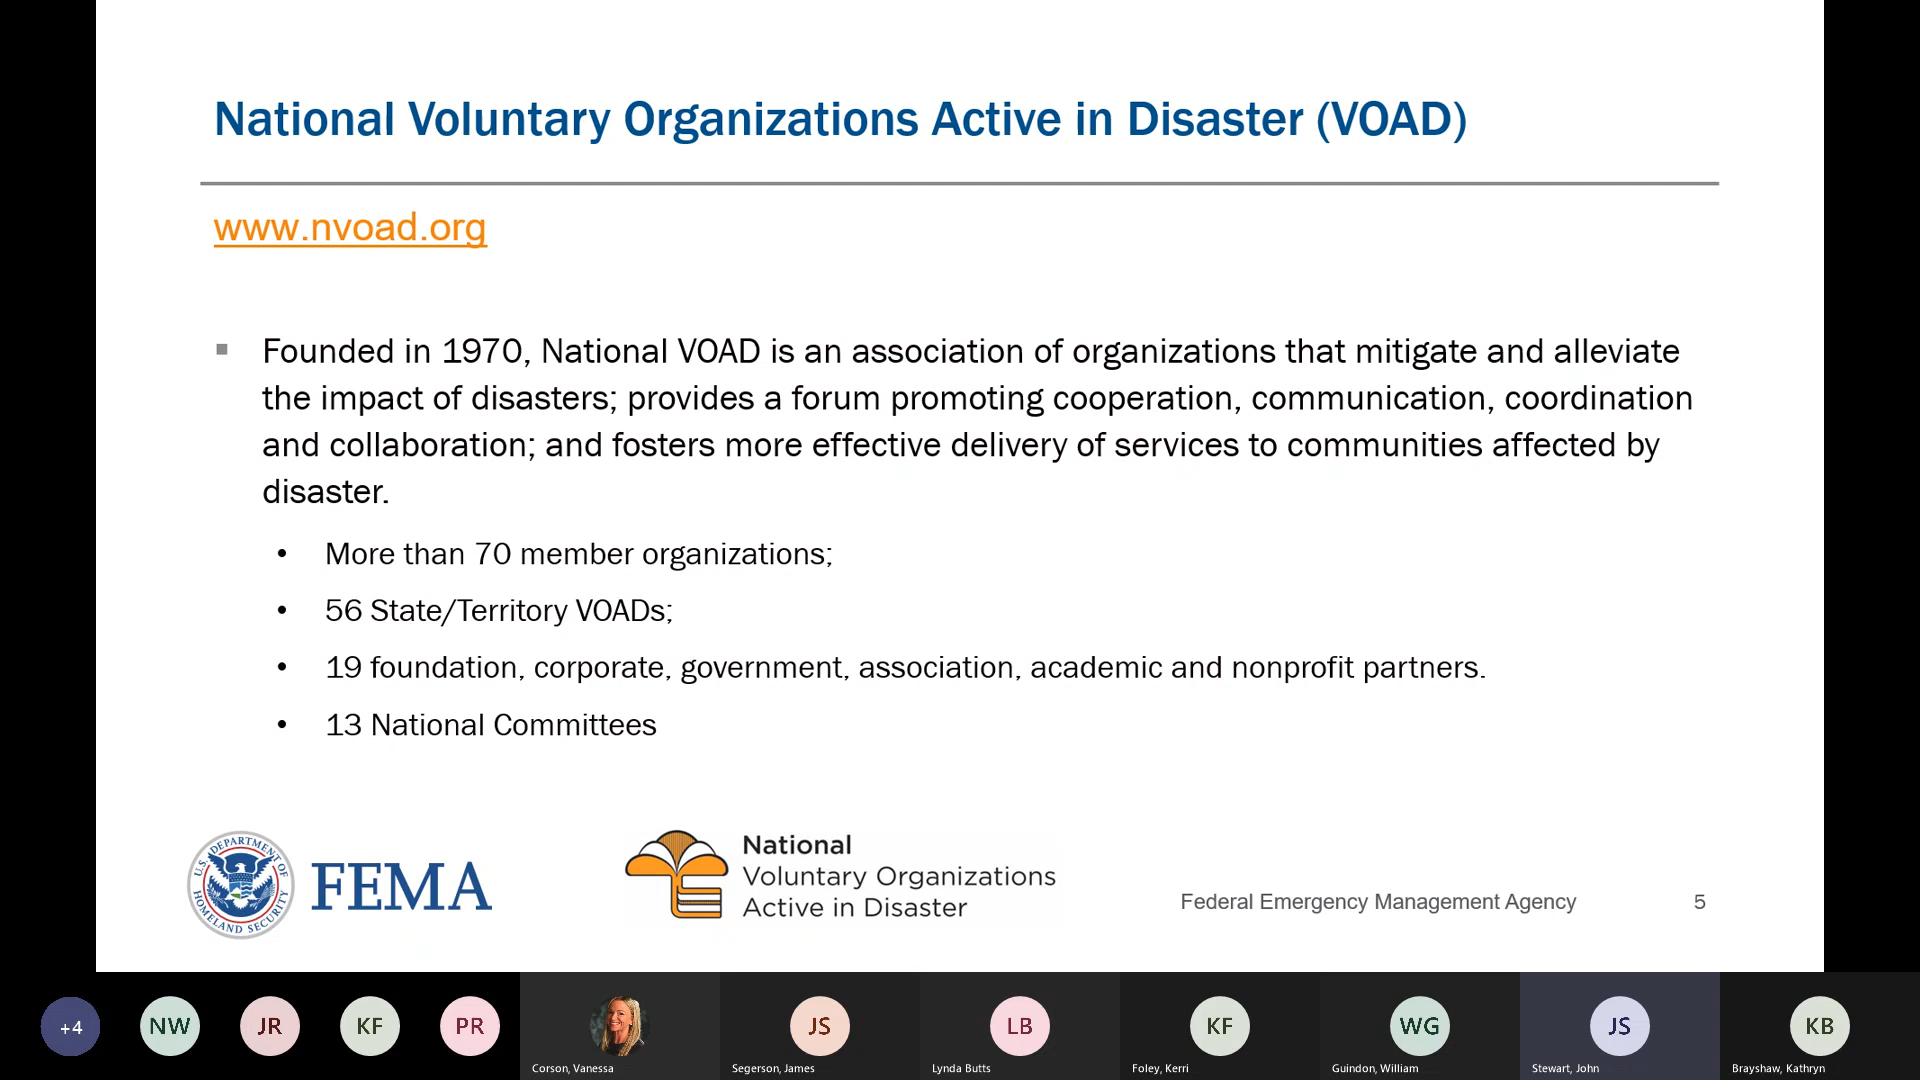 National Voluntary Organizations Active in Disaster (VOAD)
www.nvoad.org
Founded in 1970, National VOAD is an association of organizations that mitigate and alleviate
the impact of disasters; provides a forum promoting cooperation, communication, coordination
and collaboration; and fosters more effective delivery of services to communities affected by
disaster.
• More than 70 member organizations;
• 56 State/Territory VOADs;
• 19 foundation, corporate, government, association, academic and nonprofit partners.
• 13 National Committees
U.S. DEPARTMENT OF
HOMELAND SECURITY
FEMA
National
Voluntary Organizations
Active in Disaster
Federal Emergency Management Agency
5
+4
NW
JR
KF
PR
Corson, Vanessa
JS
Segerson, James
LB
Lynda Butts
KF
Foley, Kerri
WG
Guindon, William
JS
Stewart, John
KB
Brayshaw, Kathryn